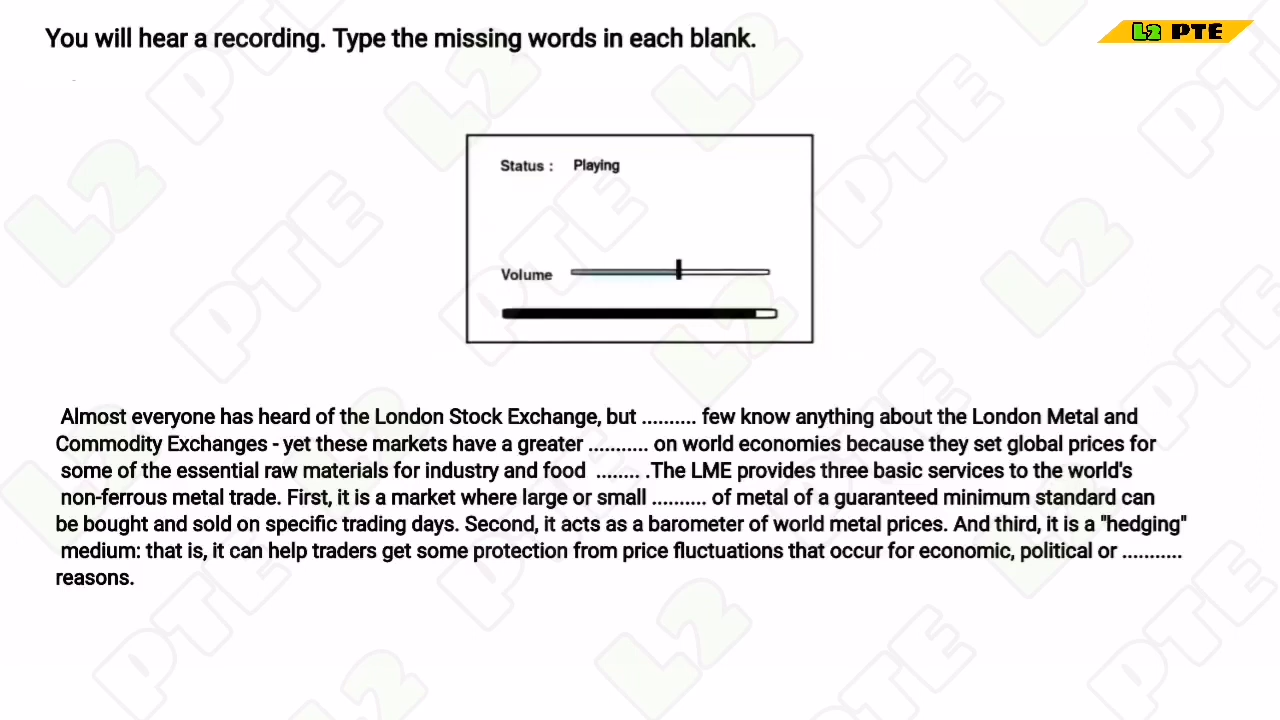 You will hear a recording. Type the missing words in each blank.
L2 PTE
Status : Playing
Volume
Almost everyone has heard of the London Stock Exchange, but .......... few know anything about the London Metal and
Commodity Exchanges - yet these markets have a greater ........... on world economies because they set global prices for
some of the essential raw materials for industry and food ........ .The LME provides three basic services to the world's
non-ferrous metal trade. First, it is a market where large or small .......... of metal of a guaranteed minimum standard can
be bought and sold on specific trading days. Second, it acts as a barometer of world metal prices. And third, it is a "hedging"
medium: that is, it can help traders get some protection from price fluctuations that occur for economic, political or ...........
reasons.